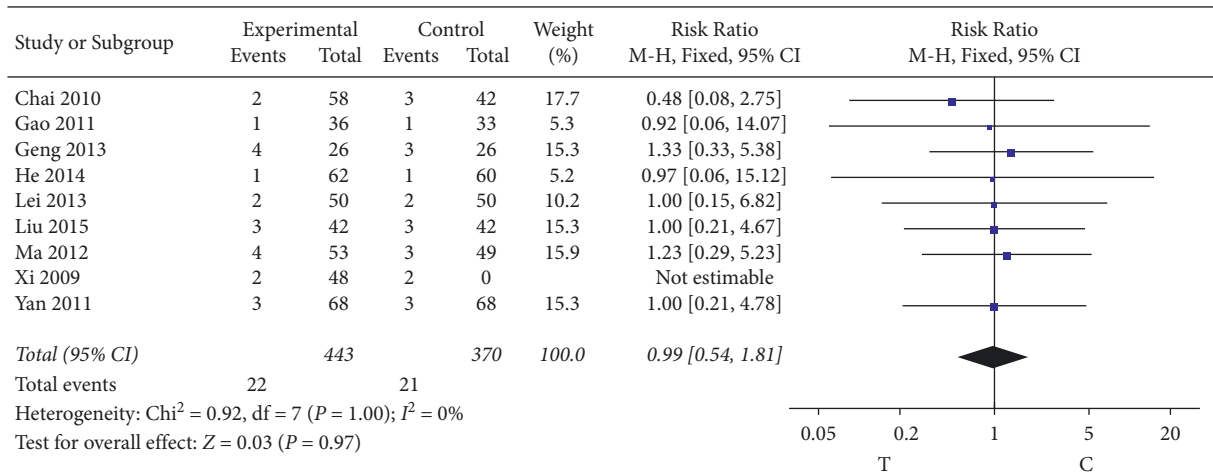 Study or Subgroup Experimental Control Weight (%) Risk Ratio M-H, Fixed, 95% CI Risk Ratio M-H, Fixed, 95% CI
Events Total Events Total
Chai 2010 2 58 3 42 17.7 0.48 [0.08, 2.75]
Gao 2011 1 36 1 33 5.3 0.92 [0.06, 14.07]
Geng 2013 4 26 3 26 15.3 1.33 [0.33, 5.38]
He 2014 1 62 1 60 5.2 0.97 [0.06, 15.12]
Lei 2013 2 50 2 50 10.2 1.00 [0.15, 6.82]
Liu 2015 3 42 3 42 15.3 1.00 [0.21, 4.67]
Ma 2012 4 53 3 49 15.9 1.23 [0.29, 5.23]
Xi 2009 2 48 2 0 Not estimable
Yan 2011 3 68 3 68 15.3 1.00 [0.21, 4.78]
Total (95% CI) 443 370 100.0 0.99 [0.54, 1.81]
Total events 22 21
Heterogeneity: Chi² = 0.92, df = 7 (P = 1.00); I² = 0%
Test for overall effect: Z = 0.03 (P = 0.97)
0.05 0.2 1 5 20
T C